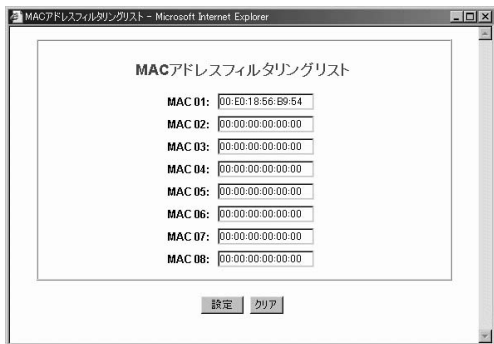 MACアドレスフィルタリングリスト - Microsoft Internet Explorer
MACアドレスフィルタリングリスト
MAC 01: 00:E0:18:56:B9:54
MAC 02: 00:00:00:00:00:00
MAC 03: 00:00:00:00:00:00
MAC 04: 00:00:00:00:00:00
MAC 05: 00:00:00:00:00:00
MAC 06: 00:00:00:00:00:00
MAC 07: 00:00:00:00:00:00
MAC 08: 00:00:00:00:00:00
設定 クリア